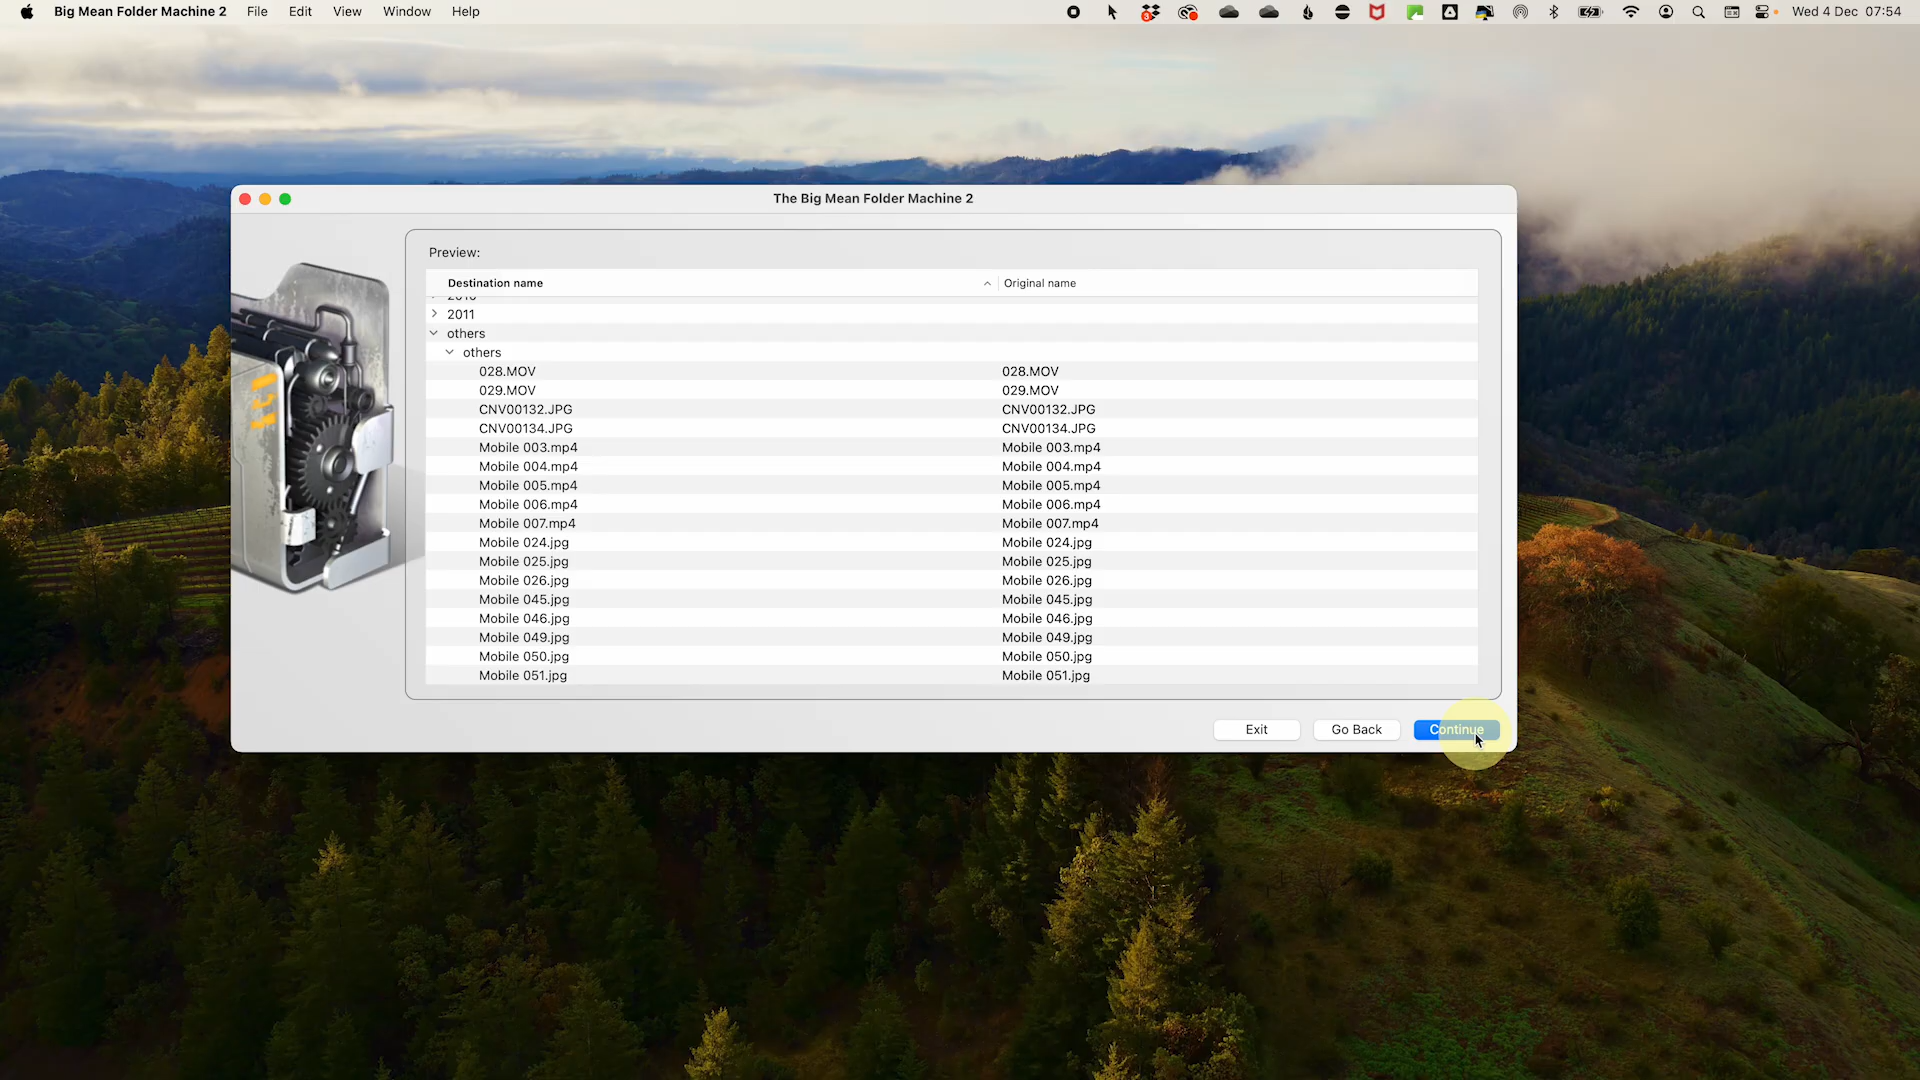 Big Mean Folder Machine 2 File Edit View Window Help
3
Wed 4 Dec 07:54
The Big Mean Folder Machine 2
Preview:
Destination name Original name
2010
2011
others
others
028.MOV 028.MOV
029.MOV 029.MOV
CNV00132.JPG CNV00132.JPG
CNV00134.JPG CNV00134.JPG
Mobile 003.mp4 Mobile 003.mp4
Mobile 004.mp4 Mobile 004.mp4
Mobile 005.mp4 Mobile 005.mp4
Mobile 006.mp4 Mobile 006.mp4
Mobile 007.mp4 Mobile 007.mp4
Mobile 024.jpg Mobile 024.jpg
Mobile 025.jpg Mobile 025.jpg
Mobile 026.jpg Mobile 026.jpg
Mobile 045.jpg Mobile 045.jpg
Mobile 046.jpg Mobile 046.jpg
Mobile 049.jpg Mobile 049.jpg
Mobile 050.jpg Mobile 050.jpg
Mobile 051.jpg Mobile 051.jpg
Exit Go Back Continue